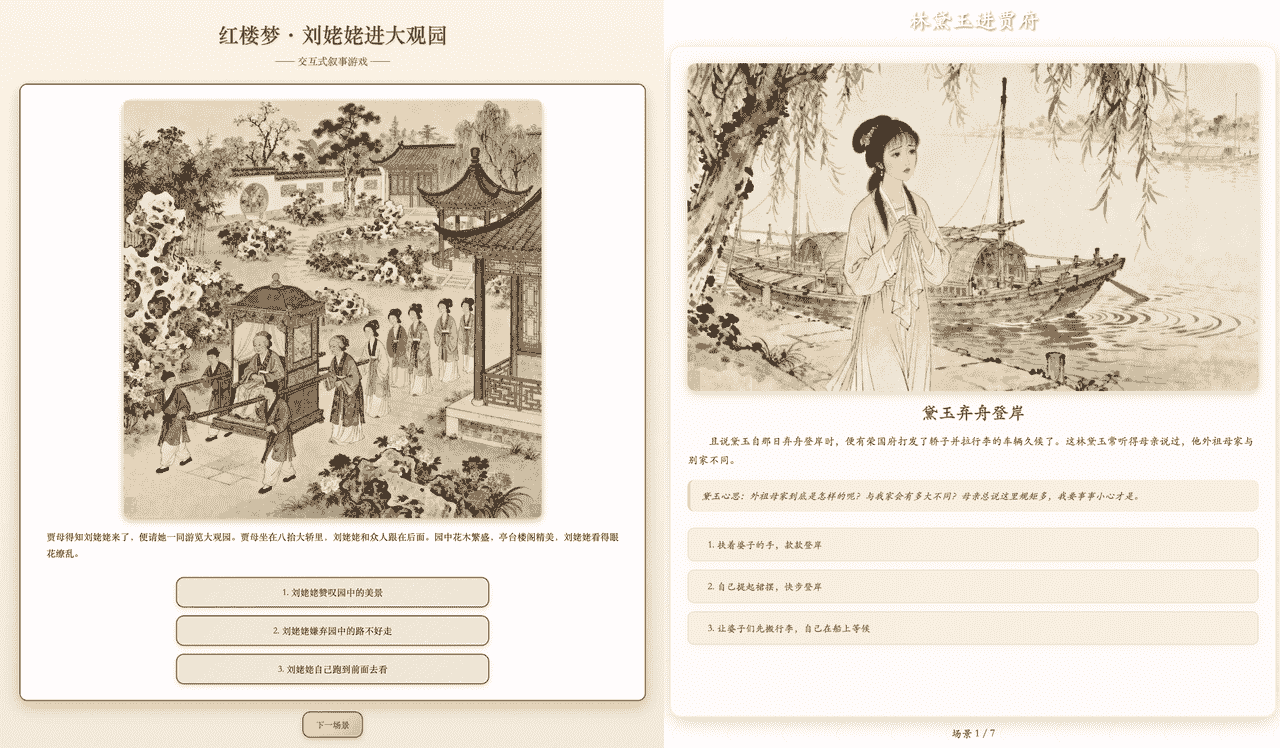 红楼梦 · 刘姥姥进大观园
—— 交互式叙事游戏 ——
贾母得知刘姥姥来了，便请她一同游览大观园。贾母坐在八抬大轿里，刘姥姥和众人跟在后面。园中花木繁盛，亭台楼阁精美，刘姥姥看得眼
花缭乱。
1. 刘姥姥赞叹园中的美景
2. 刘姥姥嫌弃园中的路不好走
3. 刘姥姥自己跑到前面去看
下一场景
林黛玉进贾府
黛玉弃舟登岸
且说黛玉自那日弃舟登岸时，便有荣国府打发了轿子并拉行李的车辆久候了。这林黛玉常听得母亲说过，他外祖母家与
别家不同。
黛玉心思：外祖母家到底是怎样的呢？与我家会有多大不同？母亲总说这里规矩多，我要事事小心才是。
1. 扶着婆子的手，款款登岸
2. 自己提起裙摆，快步登岸
3. 让婆子们先搬行李，自己在船上等候
场景 1 / 7